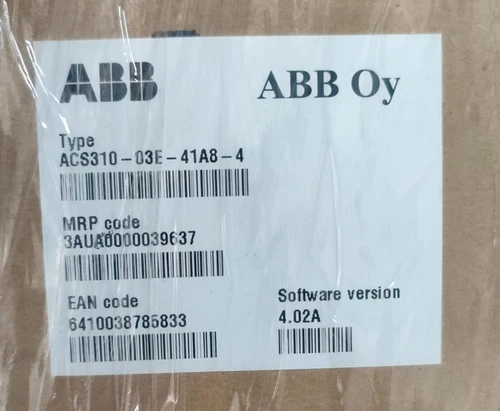 ABB ABB Oy
Type
ACS310-03E-41A8-4
MRP code
3AUA0000039637
EAN code
6410038785833
Software version
4.02A